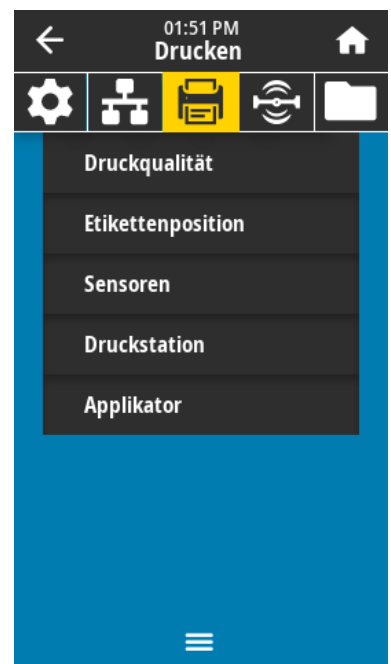 01:51 PM
Drucken
Druckqualität
Etikettenposition
Sensoren
Druckstation
Applikator